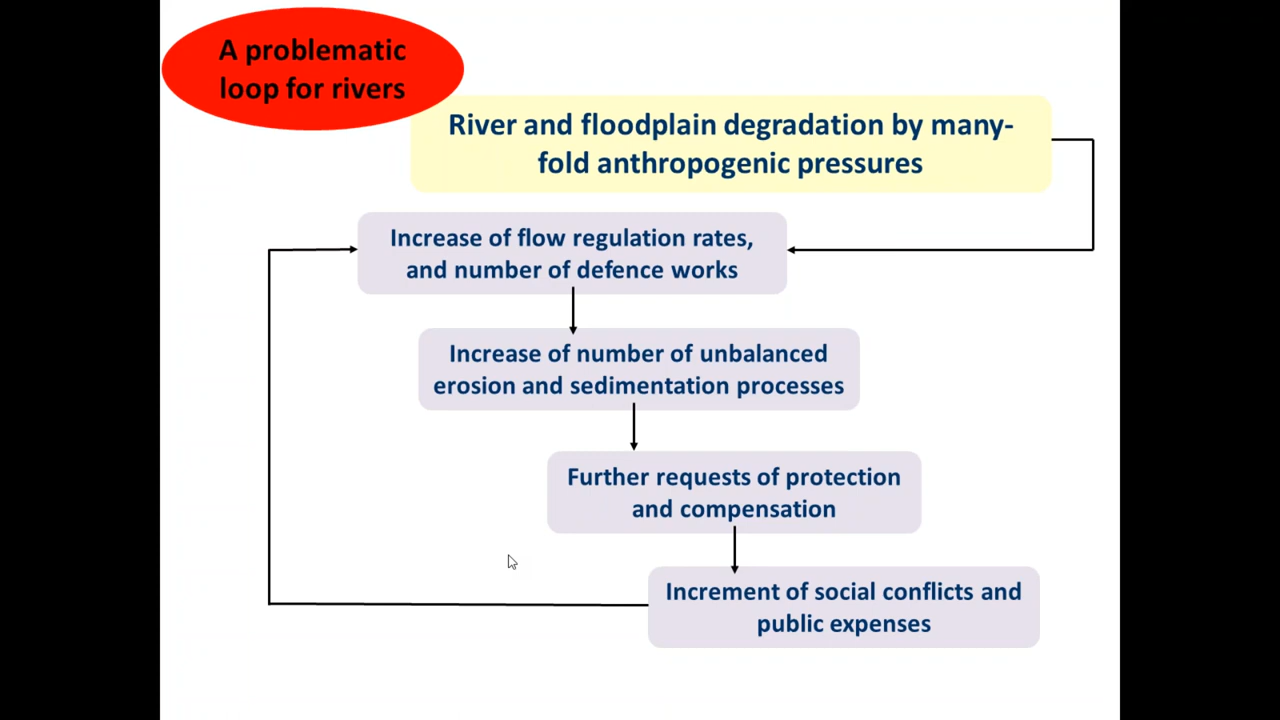 A problematic
loop for rivers
River and floodplain degradation by many-
fold anthropogenic pressures
Increase of flow regulation rates,
and number of defence works
Increase of number of unbalanced
erosion and sedimentation processes
Further requests of protection
and compensation
Increment of social conflicts and
public expenses